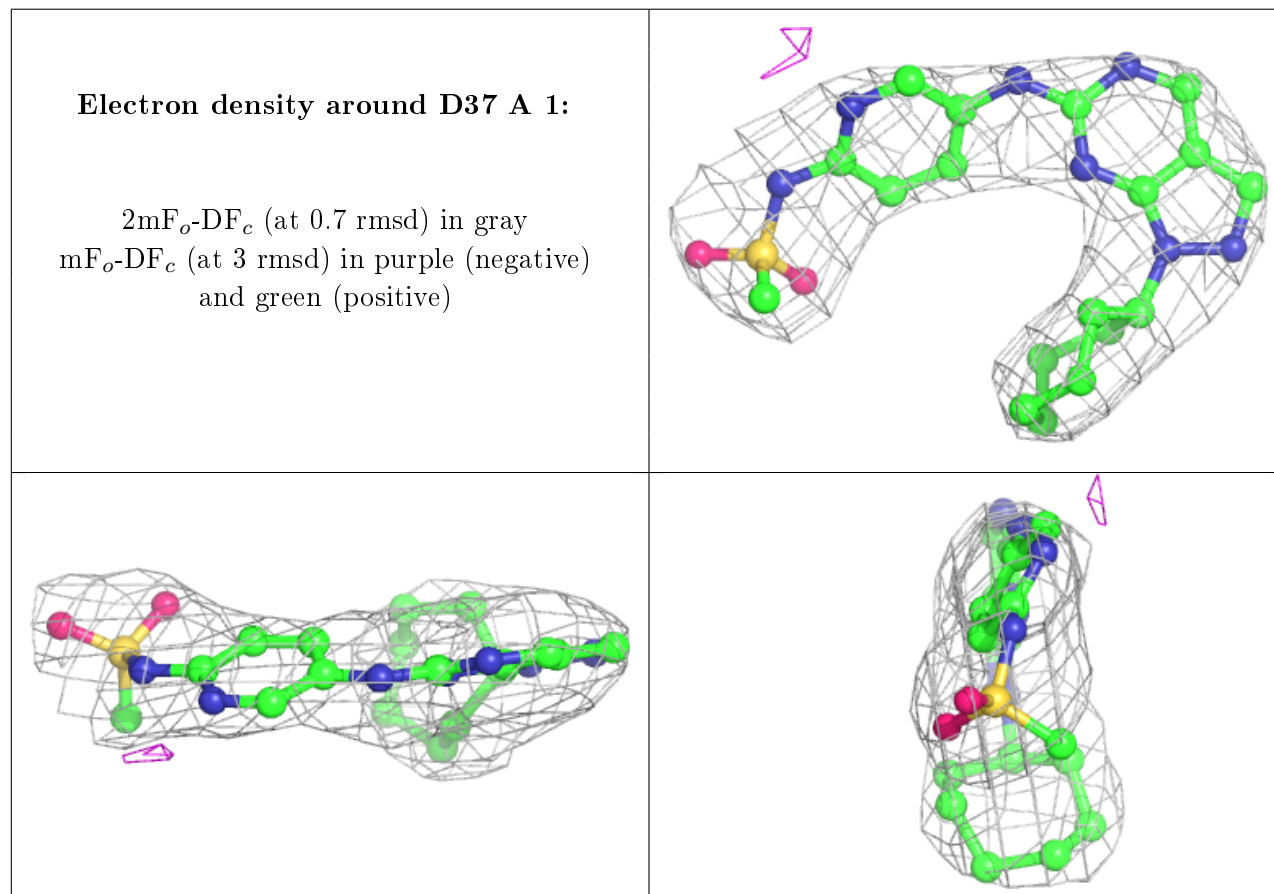 Electron density around D37 A 1:
2mFₒ-DF𝒸 (at 0.7 rmsd) in gray
mFₒ-DF𝒸 (at 3 rmsd) in purple (negative)
and green (positive)